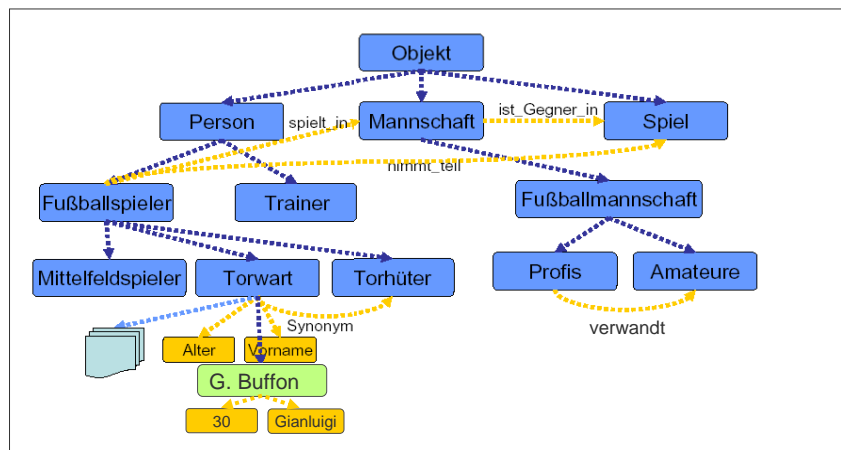 Objekt
Person
spielt_in
Mannschaft
ist_Gegner_in
Spiel
nimmt_teil
Fußballspieler
Trainer
Fußballmannschaft
Mittelfeldspieler
Torwart
Torhüter
Profis
Amateure
Synonym
verwandt
Alter
Vorname
G. Buffon
30
Gianluigi